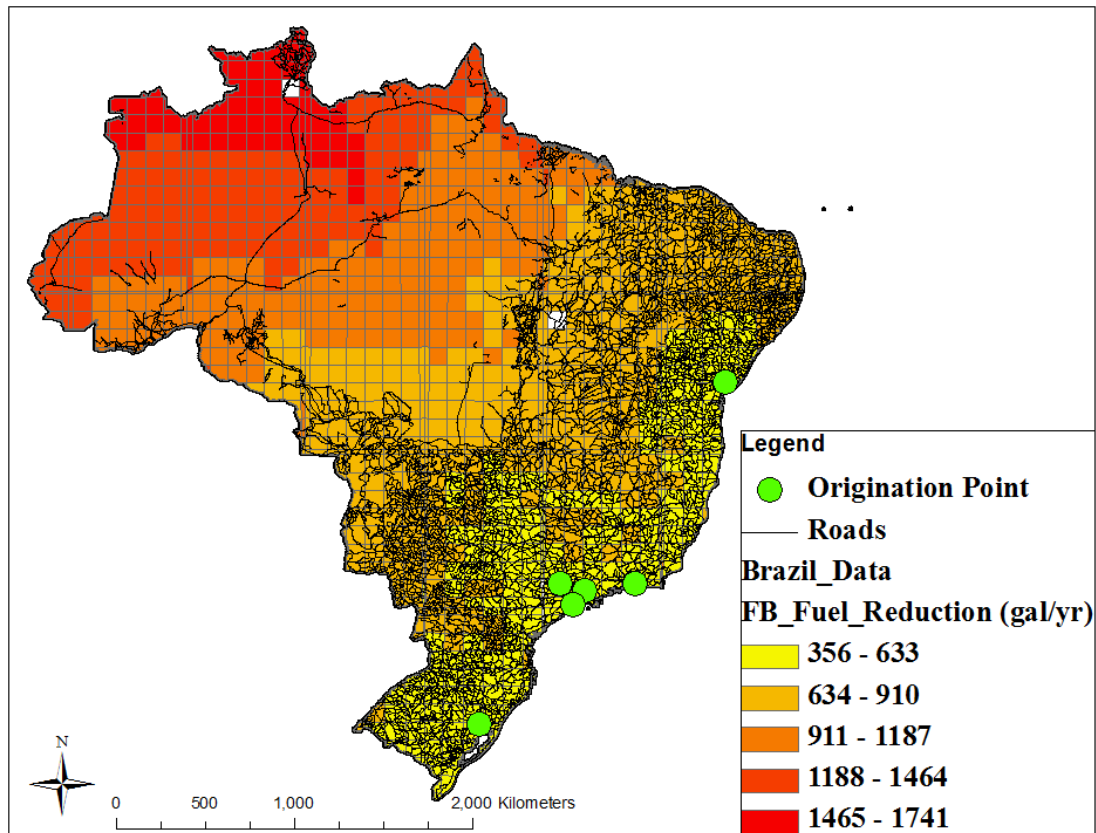 Legend
Origination Point
Roads
Brazil_Data
FB_Fuel_Reduction (gal/yr)
356 - 633
634 - 910
911 - 1187
1188 - 1464
1465 - 1741
N
0 500 1,000 2,000 Kilometers